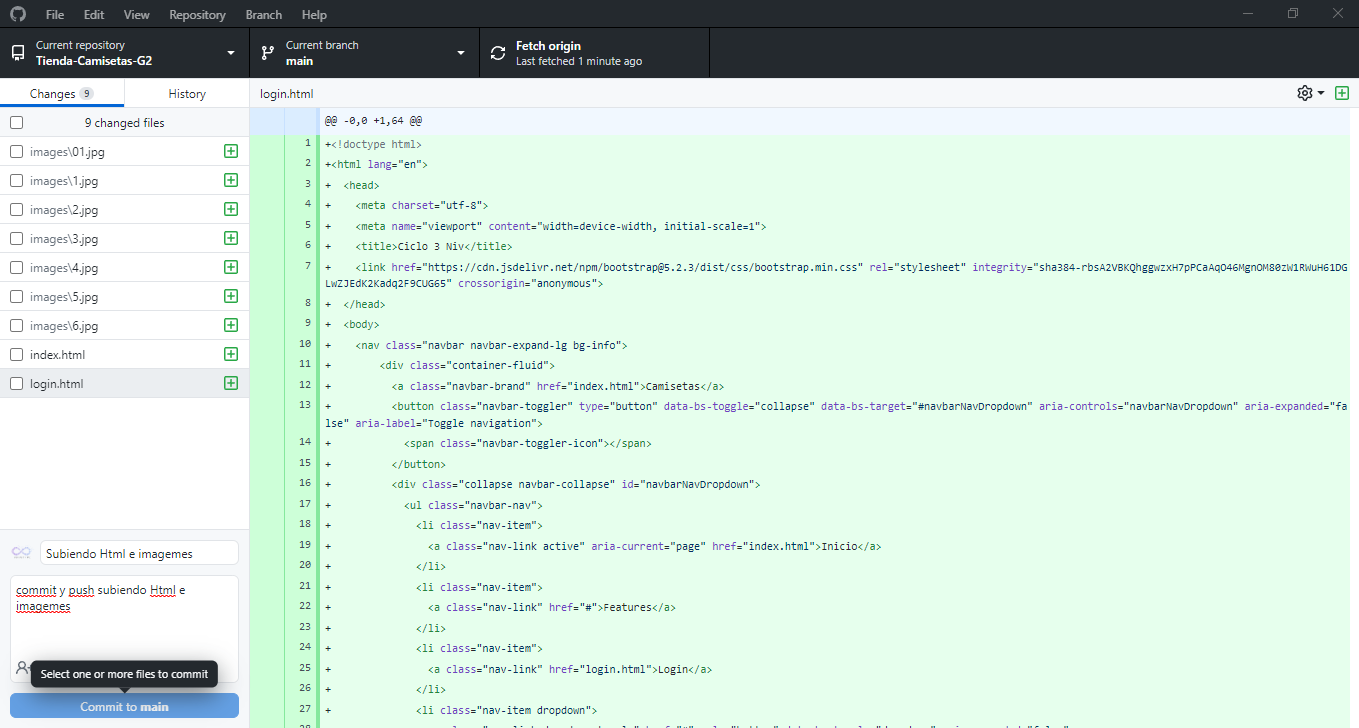 File Edit View Repository Branch Help
Current repository
Tienda-Camisetas-G2
Current branch
main
Fetch origin
Last fetched 1 minute ago
Changes 9
History
login.html
9 changed files
images\01.jpg
images\1.jpg
images\2.jpg
images\3.jpg
images\4.jpg
images\5.jpg
images\6.jpg
index.html
login.html
Subiendo Html e imagemes
commit y push subiendo Html e
imagemes
Select one or more files to commit
Commit to main
@@ -0,0 +1,64 @@
1 +<!doctype html>
2 +<html lang="en">
3 + <head>
4 + <meta charset="utf-8">
5 + <meta name="viewport" content="width=device-width, initial-scale=1">
6 + <title>Ciclo 3 Niv</title>
7 + <link href="https://cdn.jsdelivr.net/npm/bootstrap@5.2.3/dist/css/bootstrap.min.css" rel="stylesheet" integrity="sha384-rbsA2VBKQhggwzxH7pPCaAqO46MgnOM80zW1RWuH61DG
LwZJEdK2Kadq2F9CUG65" crossorigin="anonymous">
8 + </head>
9 + <body>
10 + <nav class="navbar navbar-expand-lg bg-info">
11 + <div class="container-fluid">
12 + <a class="navbar-brand" href="index.html">Camisetas</a>
13 + <button class="navbar-toggler" type="button" data-bs-toggle="collapse" data-bs-target="#navbarNavDropdown" aria-controls="navbarNavDropdown" aria-expanded="fa
lse" aria-label="Toggle navigation">
14 + <span class="navbar-toggler-icon"></span>
15 + </button>
16 + <div class="collapse navbar-collapse" id="navbarNavDropdown">
17 + <ul class="navbar-nav">
18 + <li class="nav-item">
19 + <a class="nav-link active" aria-current="page" href="index.html">Inicio</a>
20 + </li>
21 + <li class="nav-item">
22 + <a class="nav-link" href="#">Features</a>
23 + </li>
24 + <li class="nav-item">
25 + <a class="nav-link" href="login.html">Login</a>
26 + </li>
27 + <li class="nav-item dropdown">